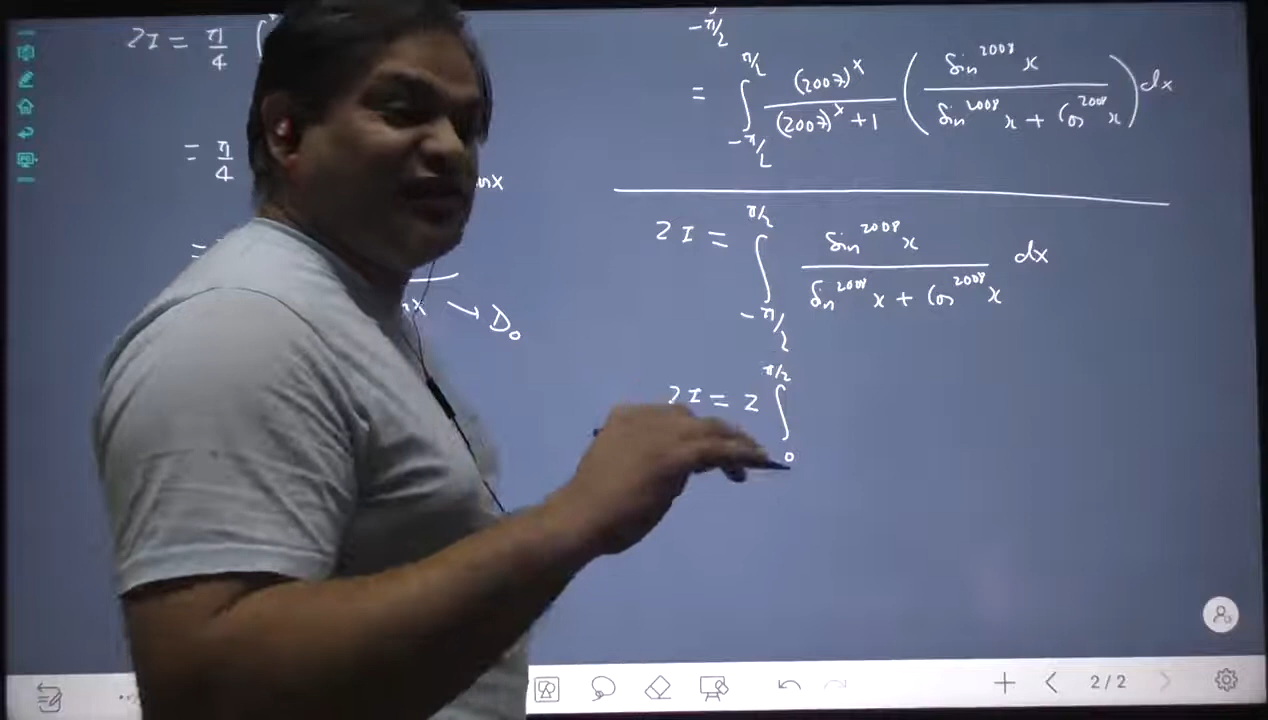 2I = π/4 ∫
= π/4
sinx
=
→ D₀
-π/2
= ∫_{-π/2}^{π/2} (2007)^x / ((2007)^x + 1) ( sin^2008 x / (sin^2008 x + Cos^2008 x) ) dx
2I = ∫_{-π/2}^{π/2} sin^2008 x / (sin^2008 x + Cos^2008 x) dx
2I = 2 ∫_0^{π/2}
2/2